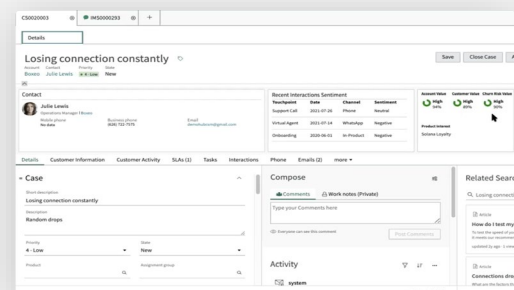 CS0020003
IMS0000293
Details
Losing connection constantly
Account Contact Priority State
Boxeo Julie Lewis 4 - Low New
Save
Close Case
Contact
Julie Lewis
Operations Manager | Boxeo
Mobile phone
No data
Business phone
Email
Recent Interactions Sentiment
Touchpoint Date Channel Sentiment
Support Call 2021-07-26 Phone Neutral
Virtual Agent 2021-07-14 WhatsApp Negative
Onboarding 2020-06-01 In Product Negative
Account Value Customer Value Churn Risk Value
High High High
Product Interest
Details Customer Information Customer Activity SLAs (1) Tasks Interactions Phone Emails (2) more
Case
Short description
Losing connection constantly
Description
Random drops
Priority
4 - Low
State
New
Product
Assignment group
Compose
Comments
Work notes (Private)
Type your Comments here
Everyone can see this comment
Post Comments
Activity
system
Related Sear
Losing connecti
Article
How do I test my
Article
Connections dro